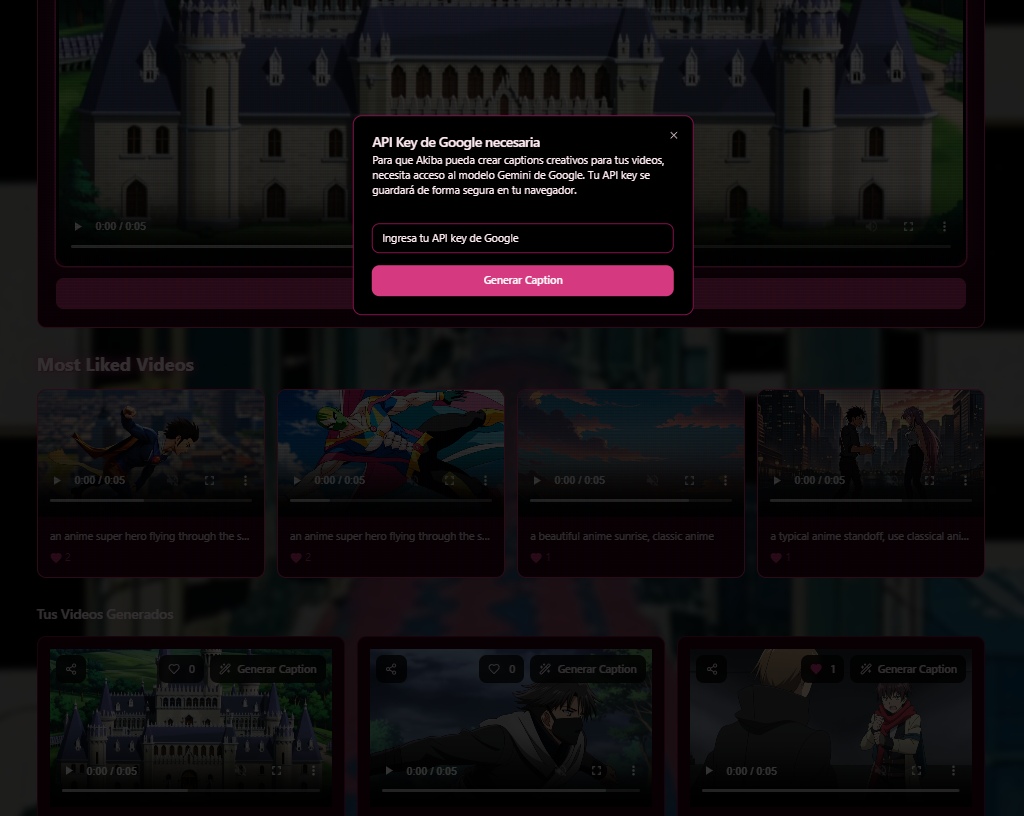 API Key de Google necesaria
Para que Akiba pueda crear captions creativos para tus videos,
necesita acceso al modelo Gemini de Google. Tu API key se
guardará de forma segura en tu navegador.
0:00 / 0:05
Ingresa tu API key de Google
Generar Caption
Most Liked Videos
0:00 / 0:05
0:00 / 0:05
0:00 / 0:05
0:00 / 0:05
an anime super hero flying through the s...
an anime super hero flying through the s...
a beautiful anime sunrise, classic anime
a typical anime standoff, use classical ani...
2
2
1
1
Tus Videos Generados
0
Generar Caption
0
Generar Caption
1
Generar Caption
0:00 / 0:05
0:00 / 0:05
0:00 / 0:05